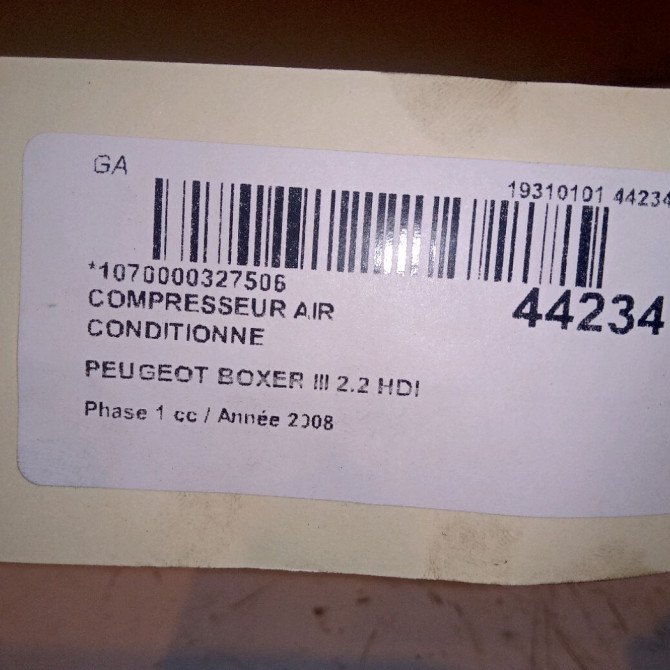 GA
19310101 44234
*1070000327506
44234
COMPRESSEUR AIR
CONDITIONNE
PEUGEOT BOXER III 2.2 HDI
Phase 1 cc / Année 2008